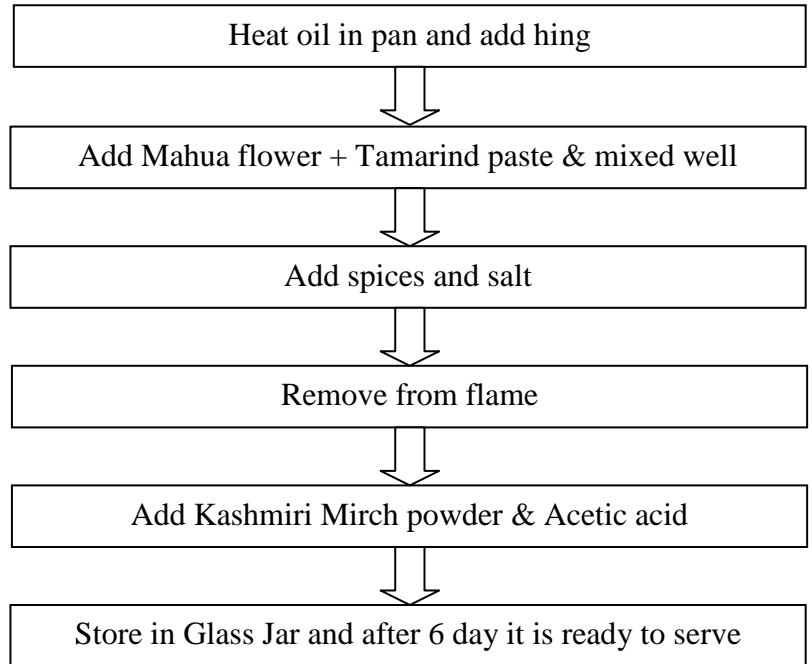 Heat oil in pan and add hing
Add Mahua flower + Tamarind paste & mixed well
Add spices and salt
Remove from flame
Add Kashmiri Mirch powder & Acetic acid
Store in Glass Jar and after 6 day it is ready to serve